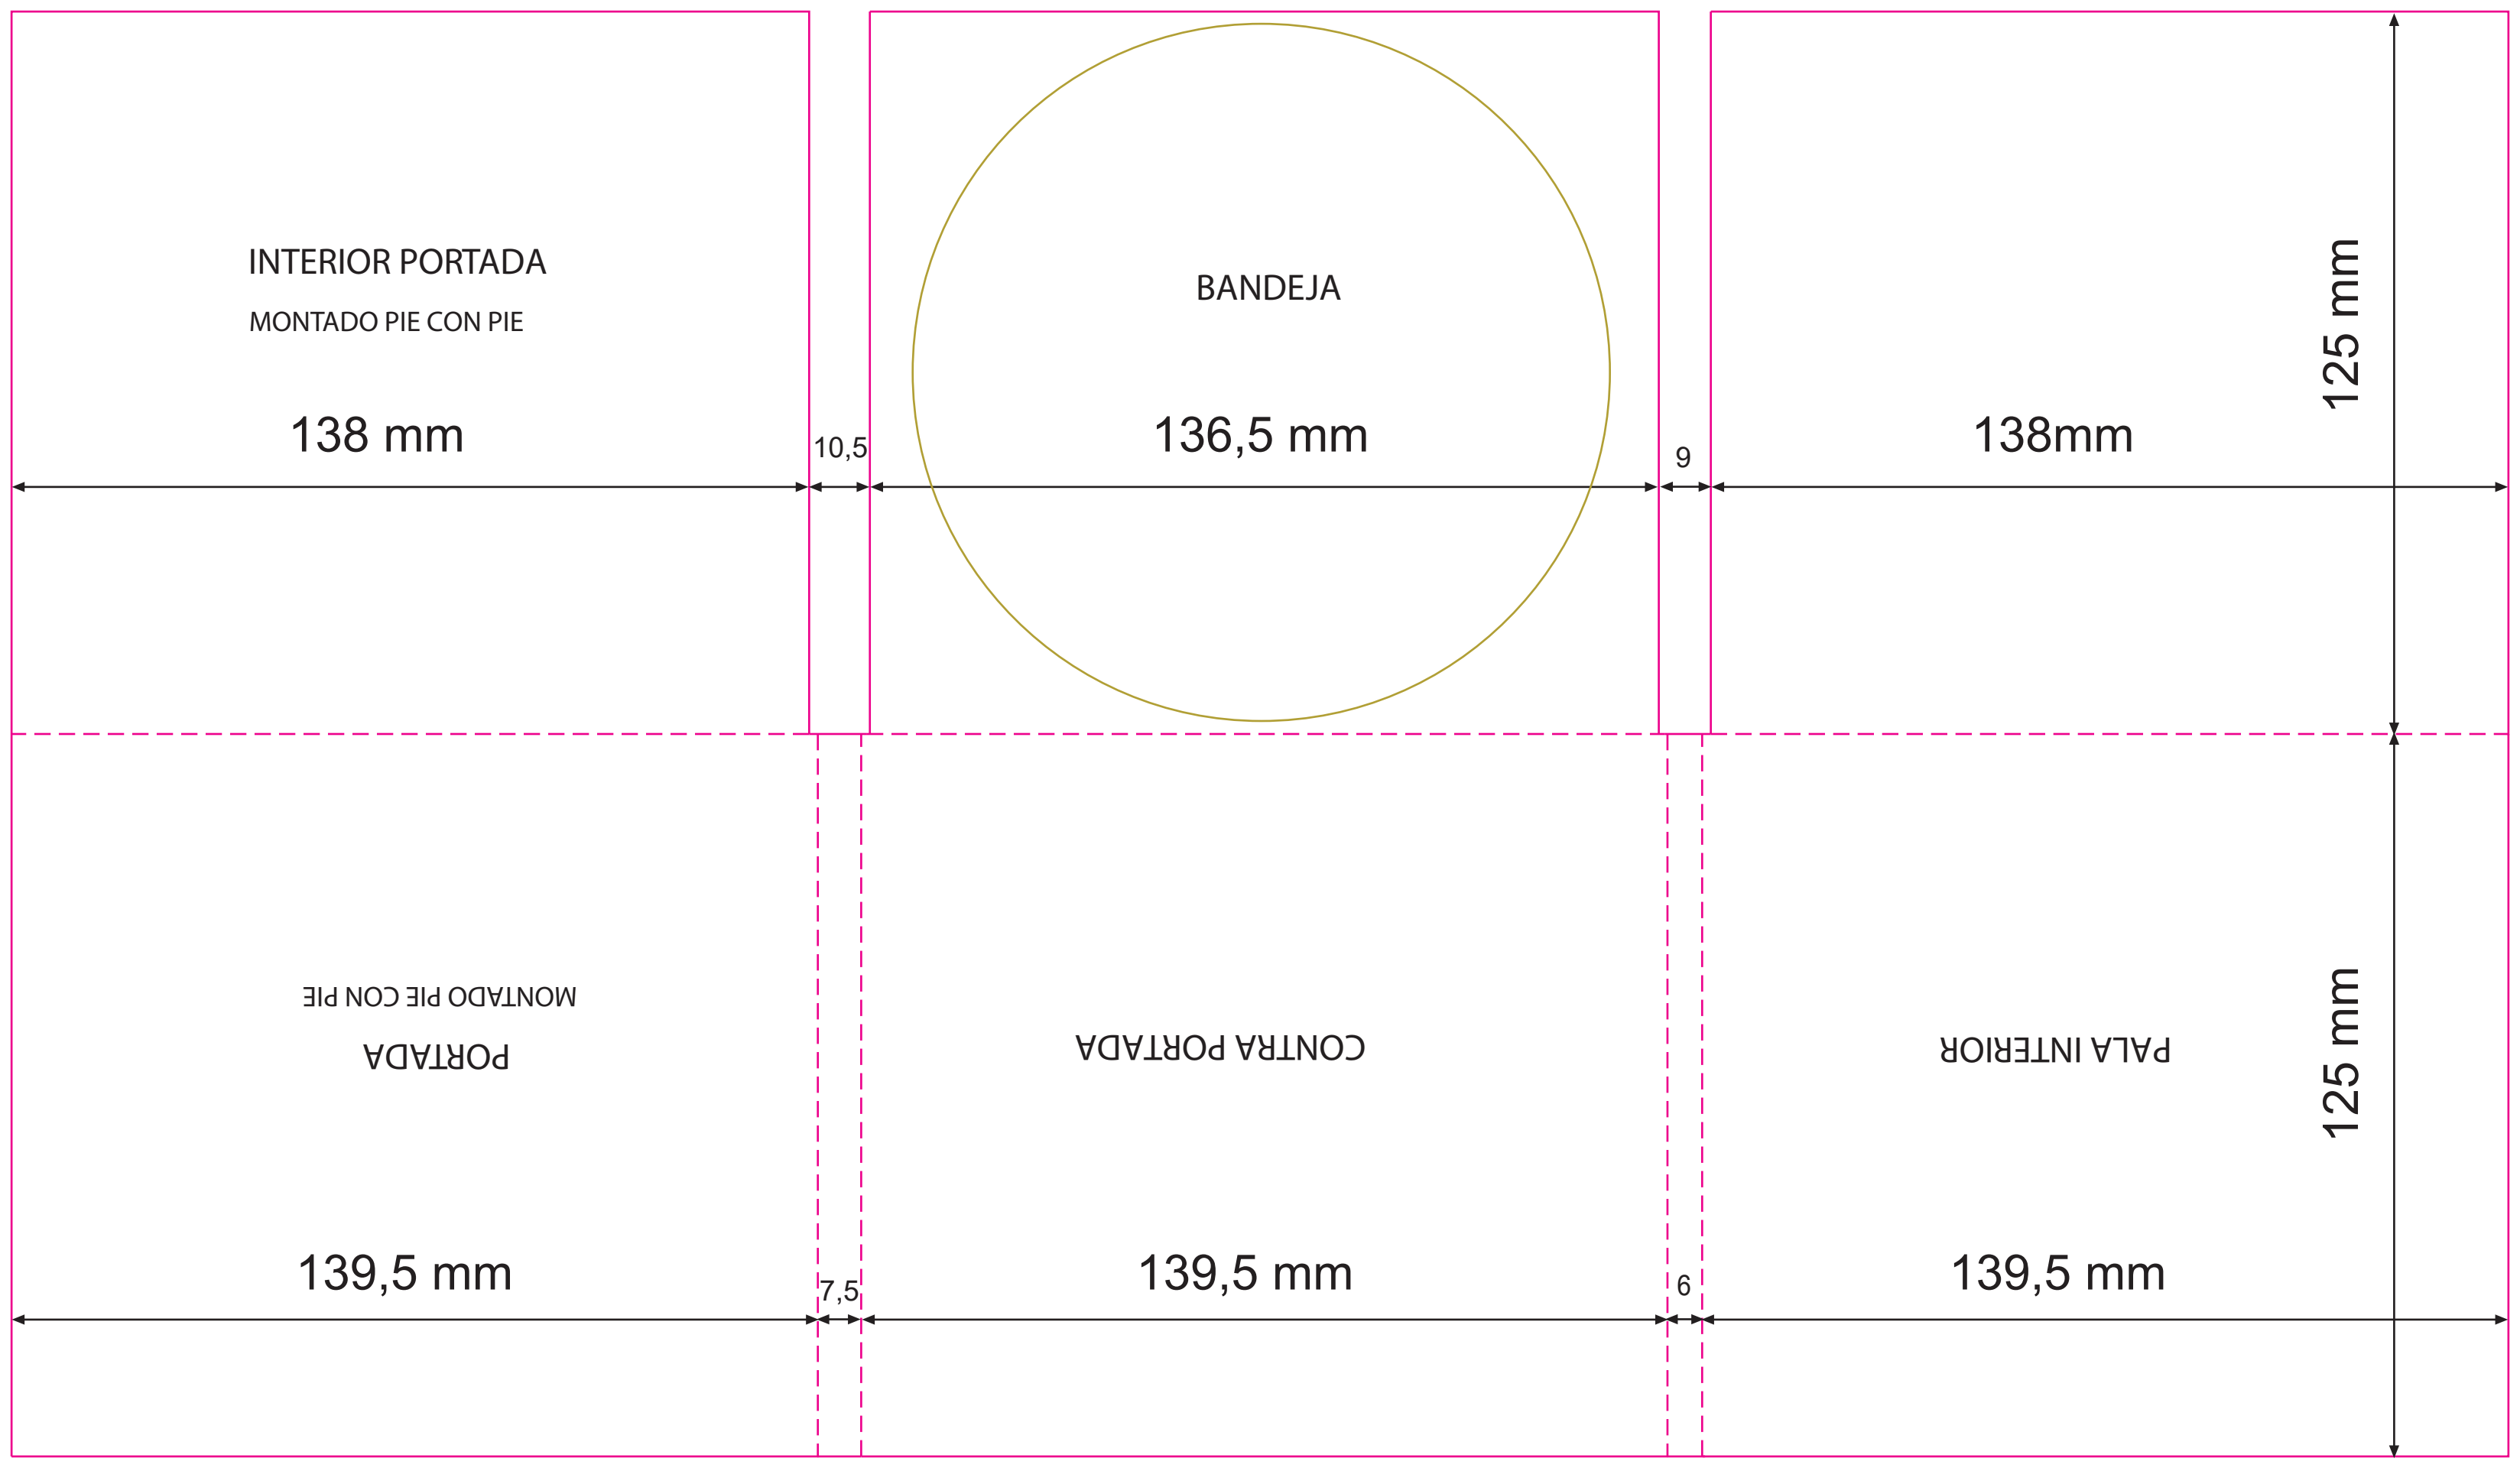 INTERIOR PORTADA
MONTADO PIE CON PIE
138 mm
10,5
BANDEJA
136,5 mm
9
138mm
125 mm
PORTADA
MONTADO PIE CON PIE
139,5 mm
7,5
CONTRA PORTADA
139,5 mm
6
PALA INTERIOR
139,5 mm
125 mm